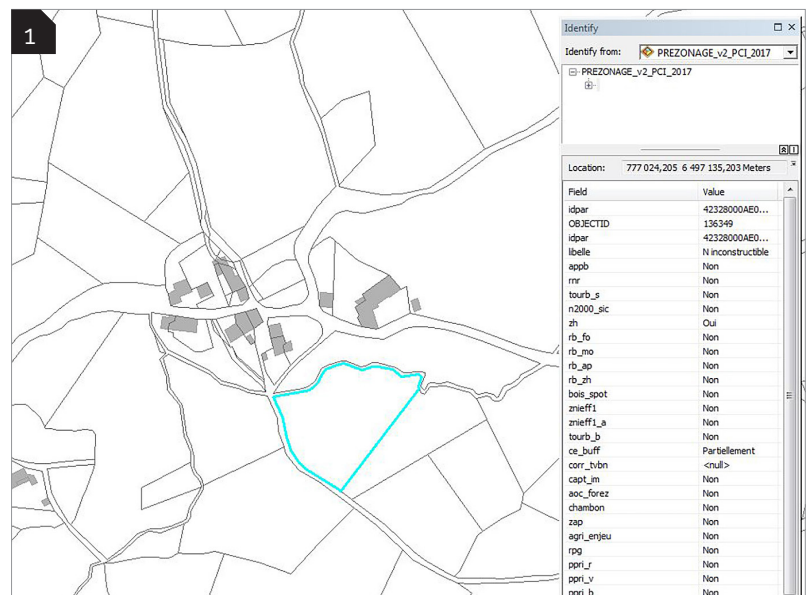 1
Identify
Identify from: PREZONAGE_v2_PCI_2017
PREZONAGE_v2_PCI_2017
Location: 777 024,205 6 497 135,203 Meters
Field Value
idpar 42328000AE0...
OBJECTID 136349
idpar 42328000AE0...
libelle N inconstructible
appb Non
rnr Non
tourb_s Non
n2000_sic Non
zh Oui
rb_fo Non
rb_mo Non
rb_ap Non
rb_zh Non
bois_spot Non
znieff1 Non
znieff1_a Non
tourb_b Non
ce_buff Partiellement
corr_tvbn <null>
capt_im Non
aoc_forez Non
chambon Non
zap Non
agri_enjeu Non
rpg Non
ppri_r Non
ppri_v Non
ppri_b Non